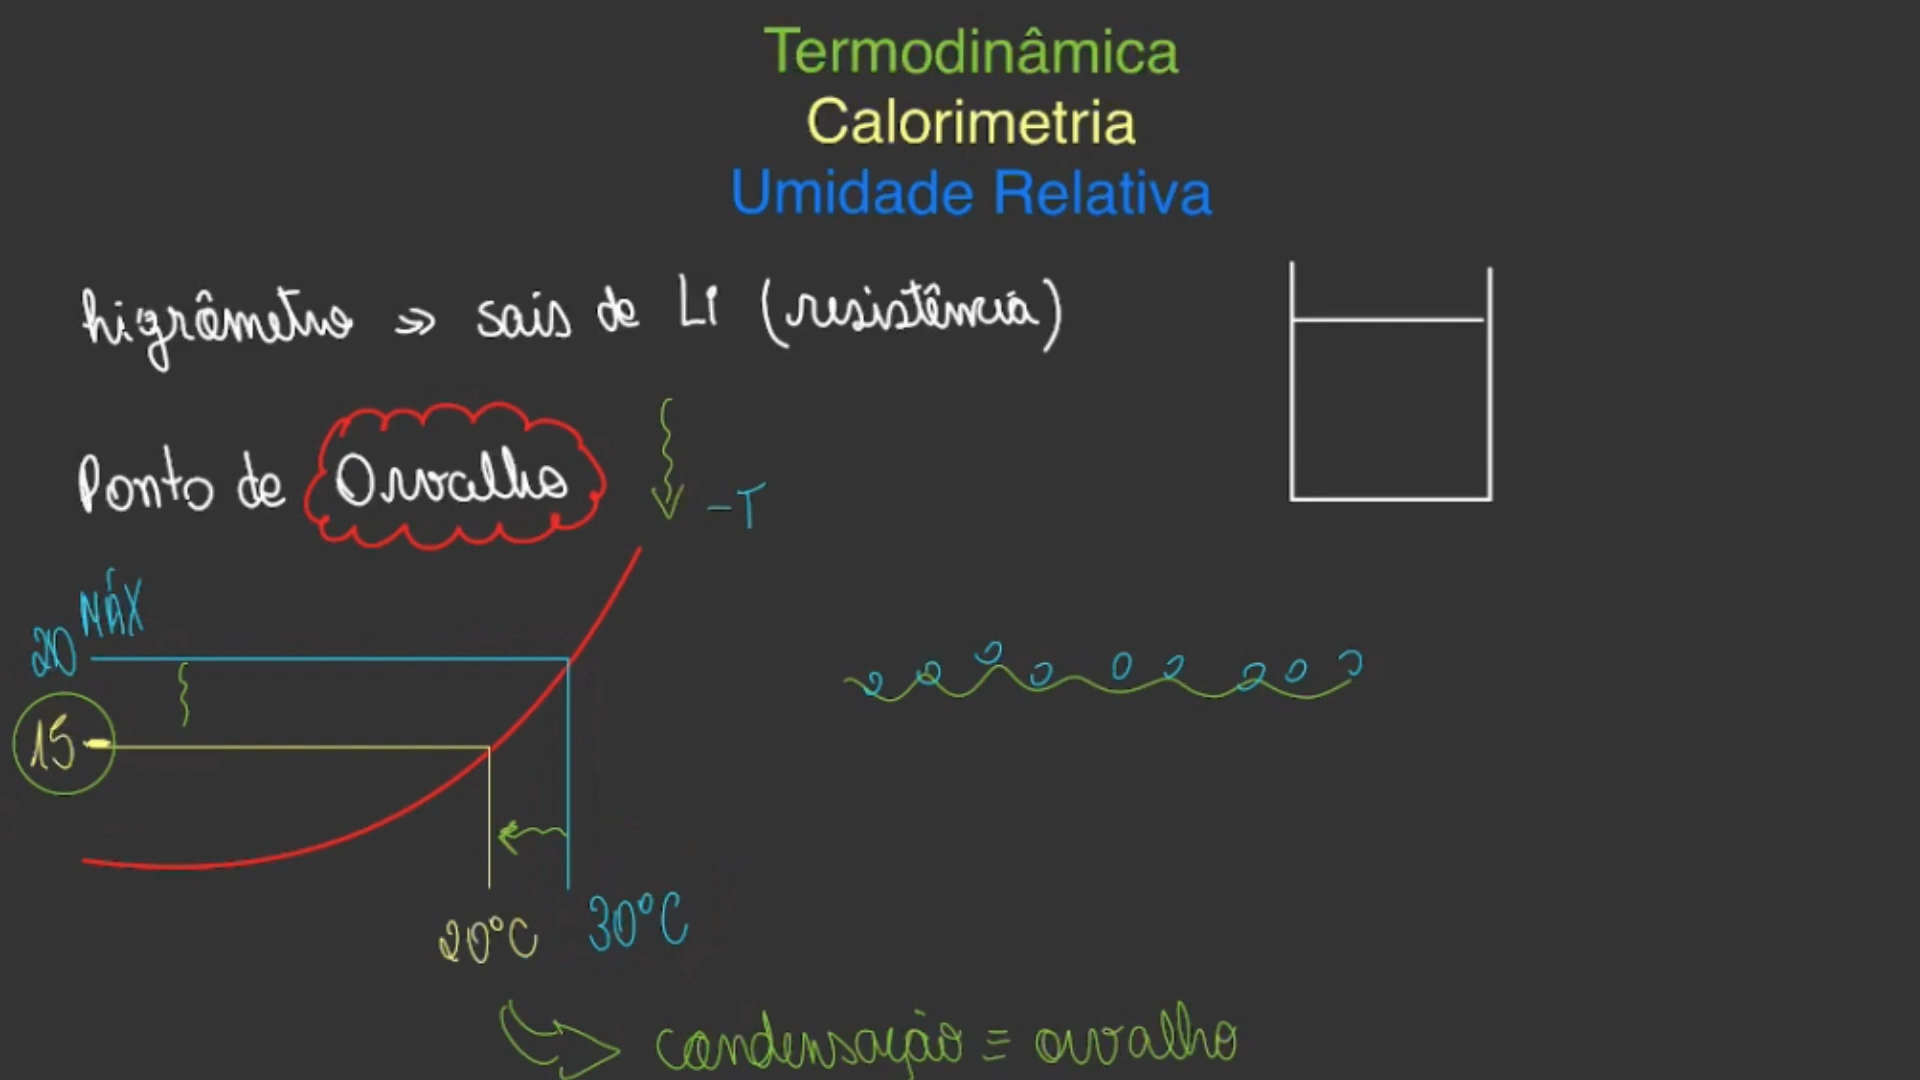 Termodinâmica
Calorimetria
Umidade Relativa
higrômetro => sais de Li (resistência)
Ponto de Orvalho
-T
MÁX
20
15
20°C 30°C
condensação ≡ orvalho